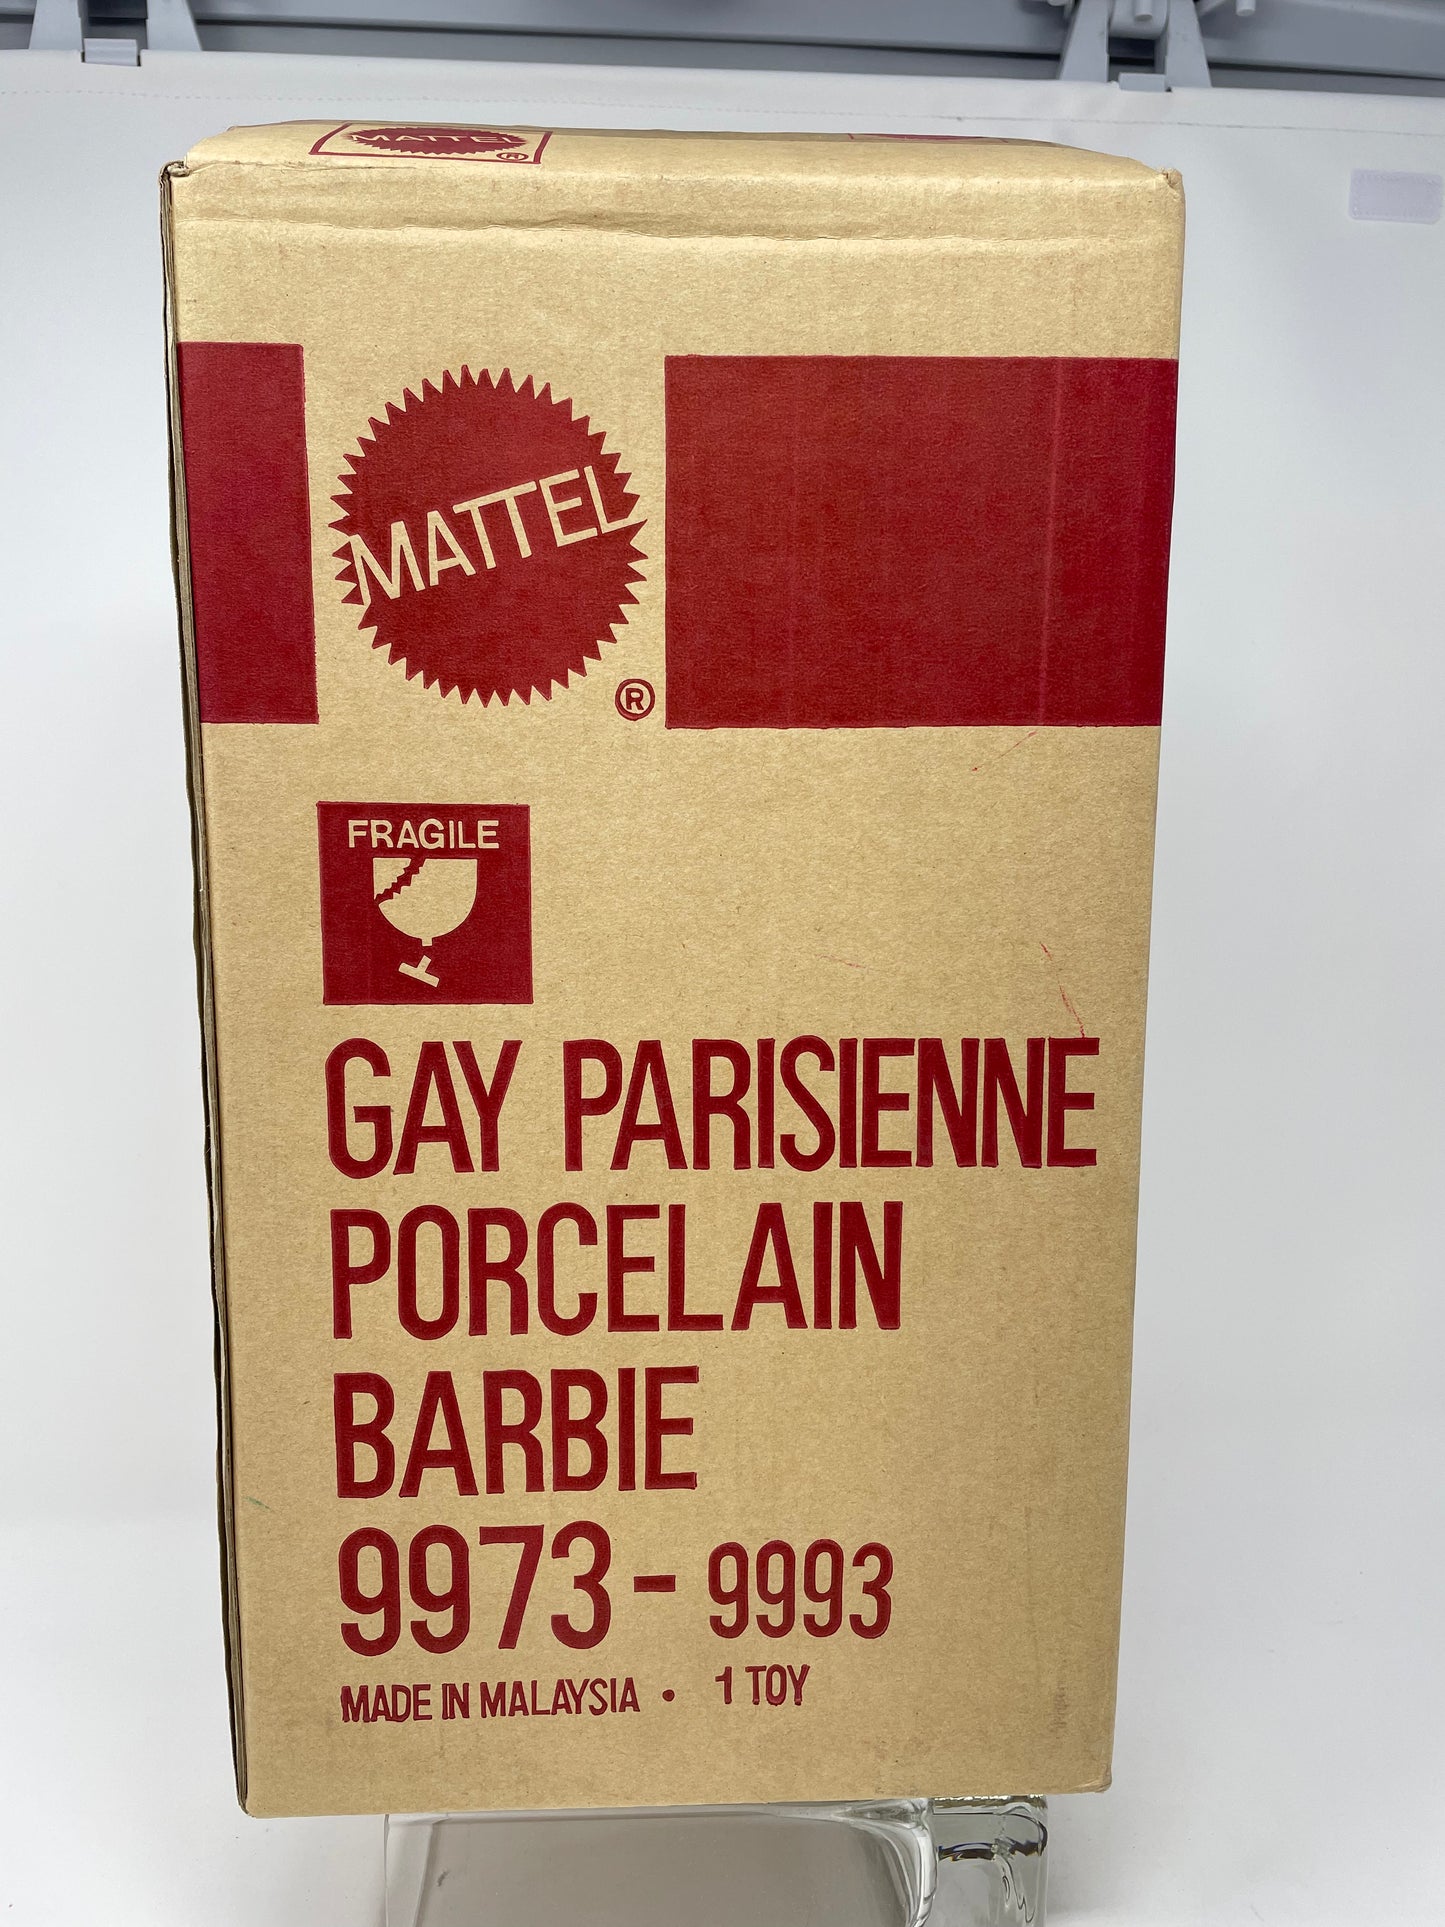 MATTEL ®
MATTEL
®
FRAGILE
GAY PARISIENNE
PORCELAIN
BARBIE
9973 - 9993
MADE IN MALAYSIA • 1 TOY